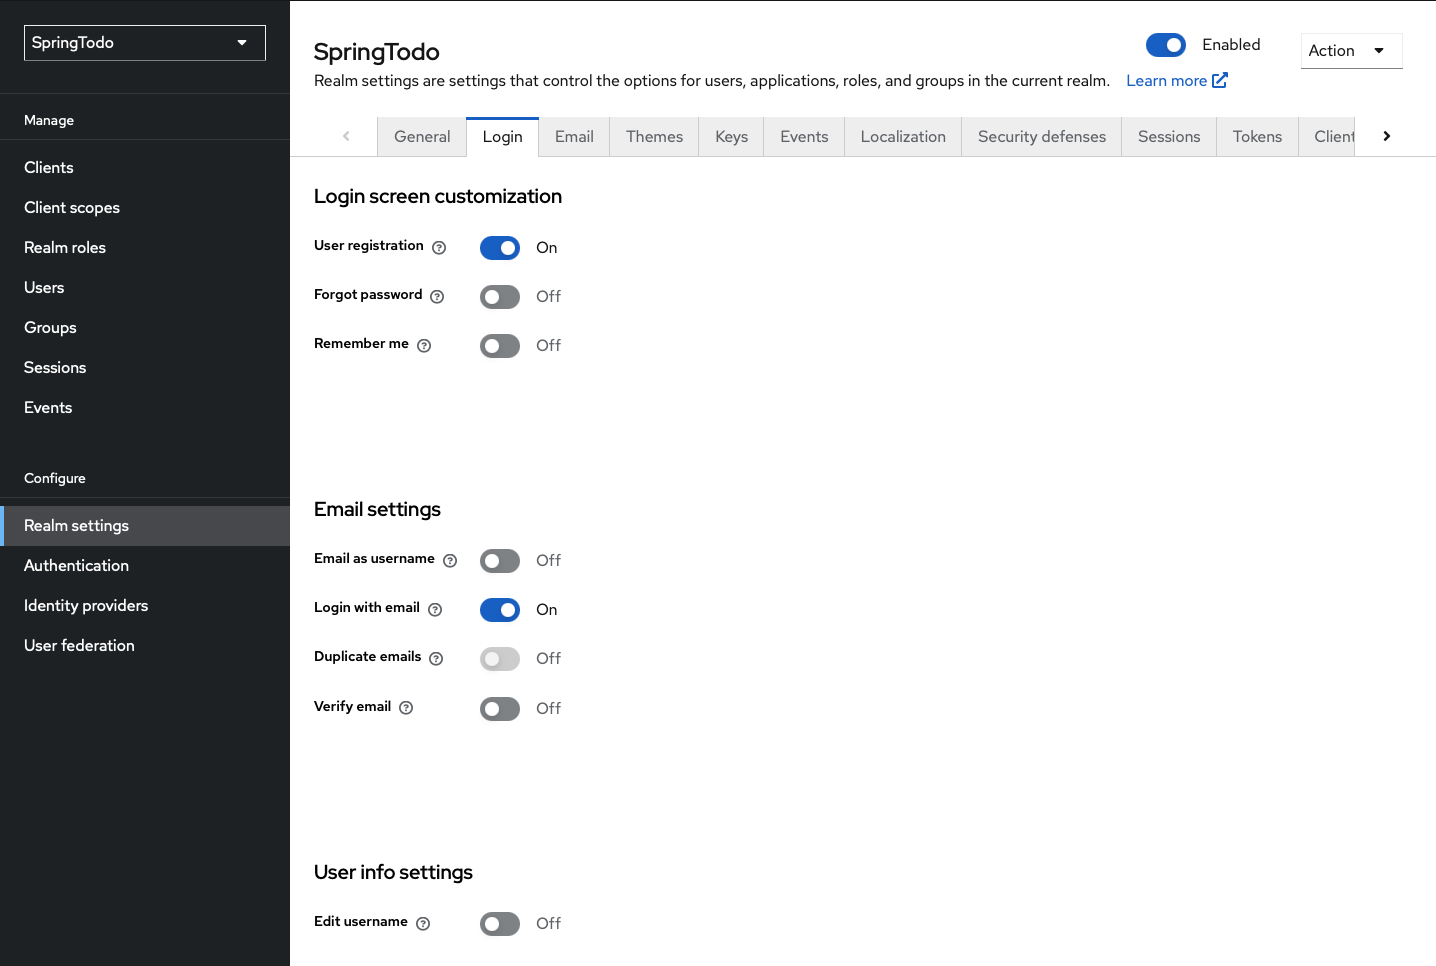 SpringTodo
Manage
Clients
Client scopes
Realm roles
Users
Groups
Sessions
Events
Configure
Realm settings
Authentication
Identity providers
User federation
SpringTodo
Enabled
Action
Realm settings are settings that control the options for users, applications, roles, and groups in the current realm. Learn more
General Login Email Themes Keys Events Localization Security defenses Sessions Tokens Client
Login screen customization
User registration On
Forgot password Off
Remember me Off
Email settings
Email as username Off
Login with email On
Duplicate emails Off
Verify email Off
User info settings
Edit username Off